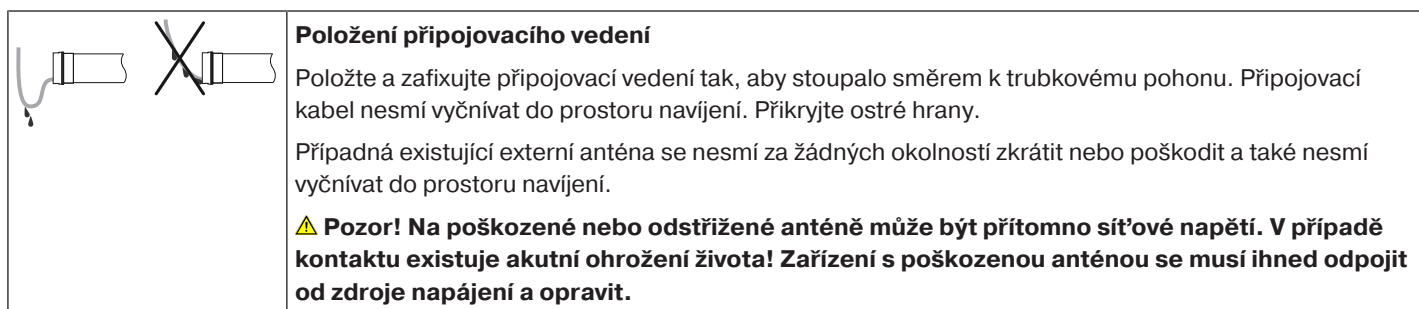 Položení připojovacího vedení
Položte a zafixujte připojovací vedení tak, aby stoupalo směrem k trubkovému pohonu. Připojovací
kabel nesmí vyčnívat do prostoru navíjení. Přikryjte ostré hrany.
Případná existující externí anténa se nesmí za žádných okolností zkrátit nebo poškodit a také nesmí
vyčnívat do prostoru navíjení.
⚠ Pozor! Na poškozené nebo odstřižené anténě může být přítomno síťové napětí. V případě
kontaktu existuje akutní ohrožení života! Zařízení s poškozenou anténou se musí ihned odpojit
od zdroje napájení a opravit.